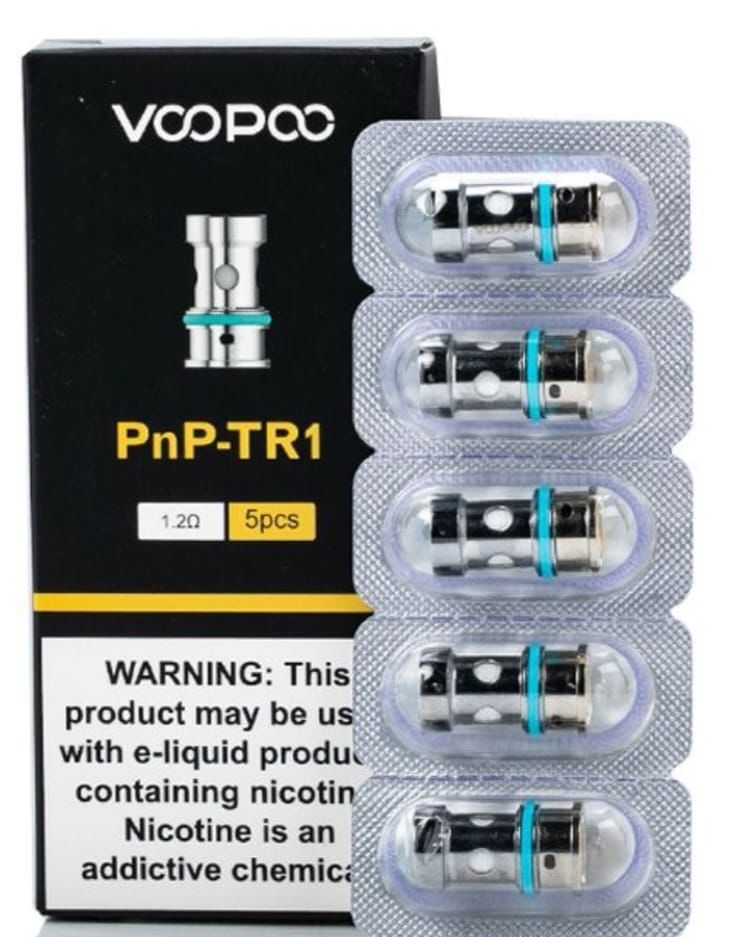 VOOPOO
PnP-TR1
1.2Ω 5pcs
WARNING: This
product may be us
with e-liquid produc
containing nicotin
Nicotine is an
addictive chemica